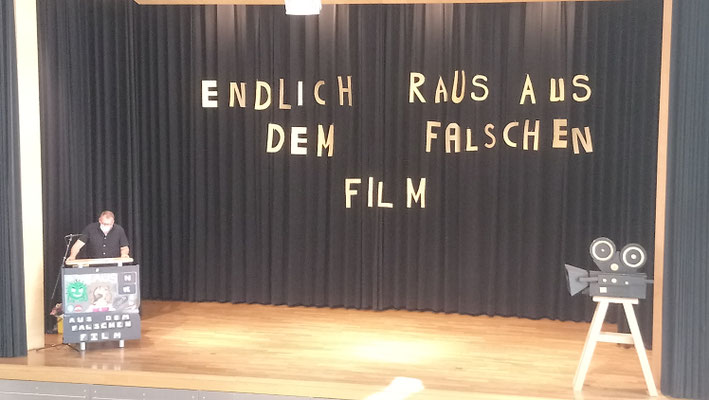 ENDLICH RAUS AUS
DEM FALSCHEN
FILM
AUS DEM
FALSCHEN
FILM